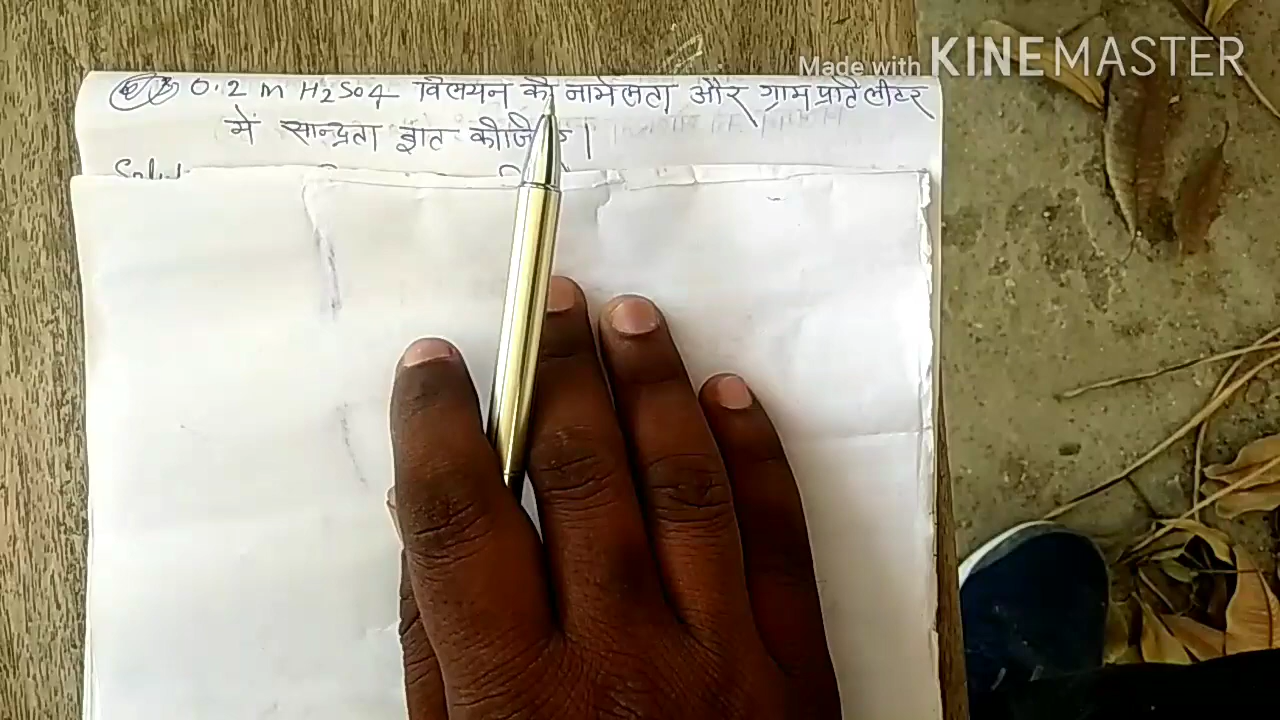 Made with KINEMASTER
0.2 M H2SO4 विलयन की नार्मलता और ग्राम प्रति लीटर
में सान्द्रता ज्ञात कीजिए।